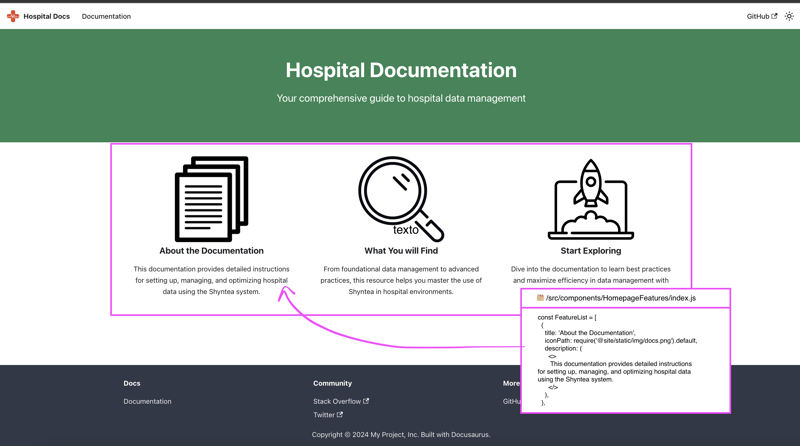 Hospital Docs
Documentation
GitHub
Hospital Documentation
Your comprehensive guide to hospital data management
texto
About the Documentation
This documentation provides detailed instructions
for setting up, managing, and optimizing hospital
data using the Shyntea system.
What You will Find
From foundational data management to advanced
practices, this resource helps you master the use of
Shyntea in hospital environments.
Start Exploring
Dive into the documentation to learn best practices
and maximize efficiency in data management with
/src/components/HomepageFeatures/index.js
const FeatureList = [
{
title: 'About the Documentation',
iconPath: require('@site/static/img/docs.png').default,
description: (
<>
This documentation provides detailed instructions
for setting up, managing, and optimizing hospital data
using the Shyntea system.
</>
),
},
Docs
Documentation
Community
Stack Overflow
Twitter
More
Copyright © 2024 My Project, Inc. Built with Docusaurus.